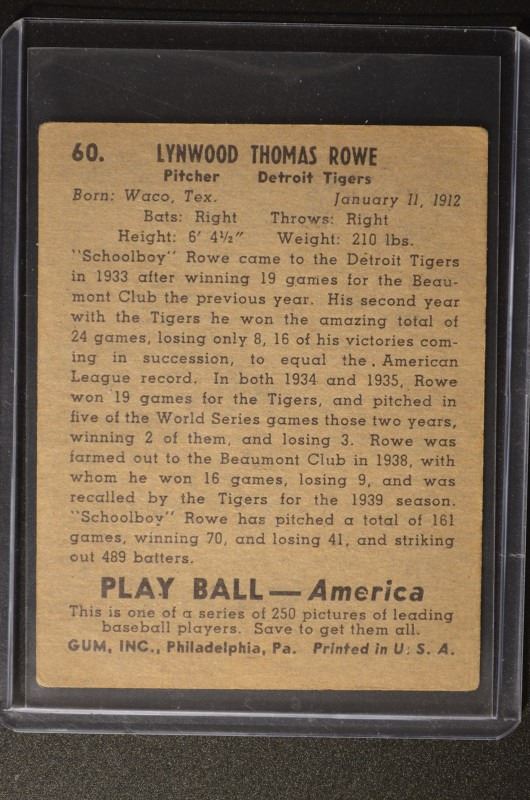 60. LYNWOOD THOMAS ROWE
Pitcher Detroit Tigers
Born: Waco, Tex. January 11, 1912
Bats: Right Throws: Right
Height: 6' 4½" Weight: 210 lbs.
"Schoolboy" Rowe came to the Detroit Tigers
in 1933 after winning 19 games for the Beau-
mont Club the previous year. His second year
with the Tigers he won the amazing total of
24 games, losing only 8, 16 of his victories com-
ing in succession, to equal the American
League record. In both 1934 and 1935, Rowe
won 19 games for the Tigers, and pitched in
five of the World Series games those two years,
winning 2 of them, and losing 3. Rowe was
farmed out to the Beaumont Club in 1938, with
whom he won 16 games, losing 9, and was
recalled by the Tigers for the 1939 season.
"Schoolboy" Rowe has pitched a total of 161
games, winning 70, and losing 41, and striking
out 489 batters.
PLAY BALL — America
This is one of a series of 250 pictures of leading
baseball players. Save to get them all.
GUM, INC., Philadelphia, Pa. Printed in U. S. A.